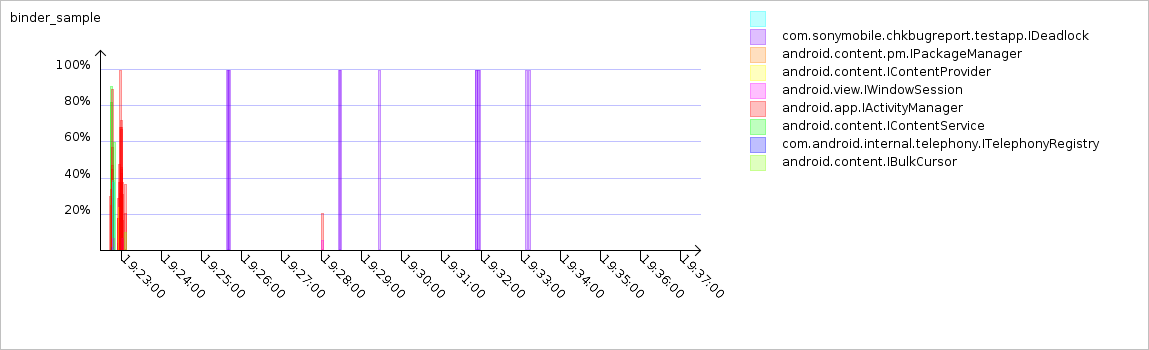 binder_sample
100%
80%
60%
40%
20%
19:23:00
19:24:00
19:25:00
19:26:00
19:27:00
19:28:00
19:29:00
19:30:00
19:31:00
19:32:00
19:33:00
19:34:00
19:35:00
19:36:00
19:37:00
com.sonymobile.chkbugreport.testapp.IDeadlock
android.content.pm.IPackageManager
android.content.IContentProvider
android.view.IWindowSession
android.app.IActivityManager
android.content.IContentService
com.android.internal.telephony.ITelephonyRegistry
android.content.IBulkCursor